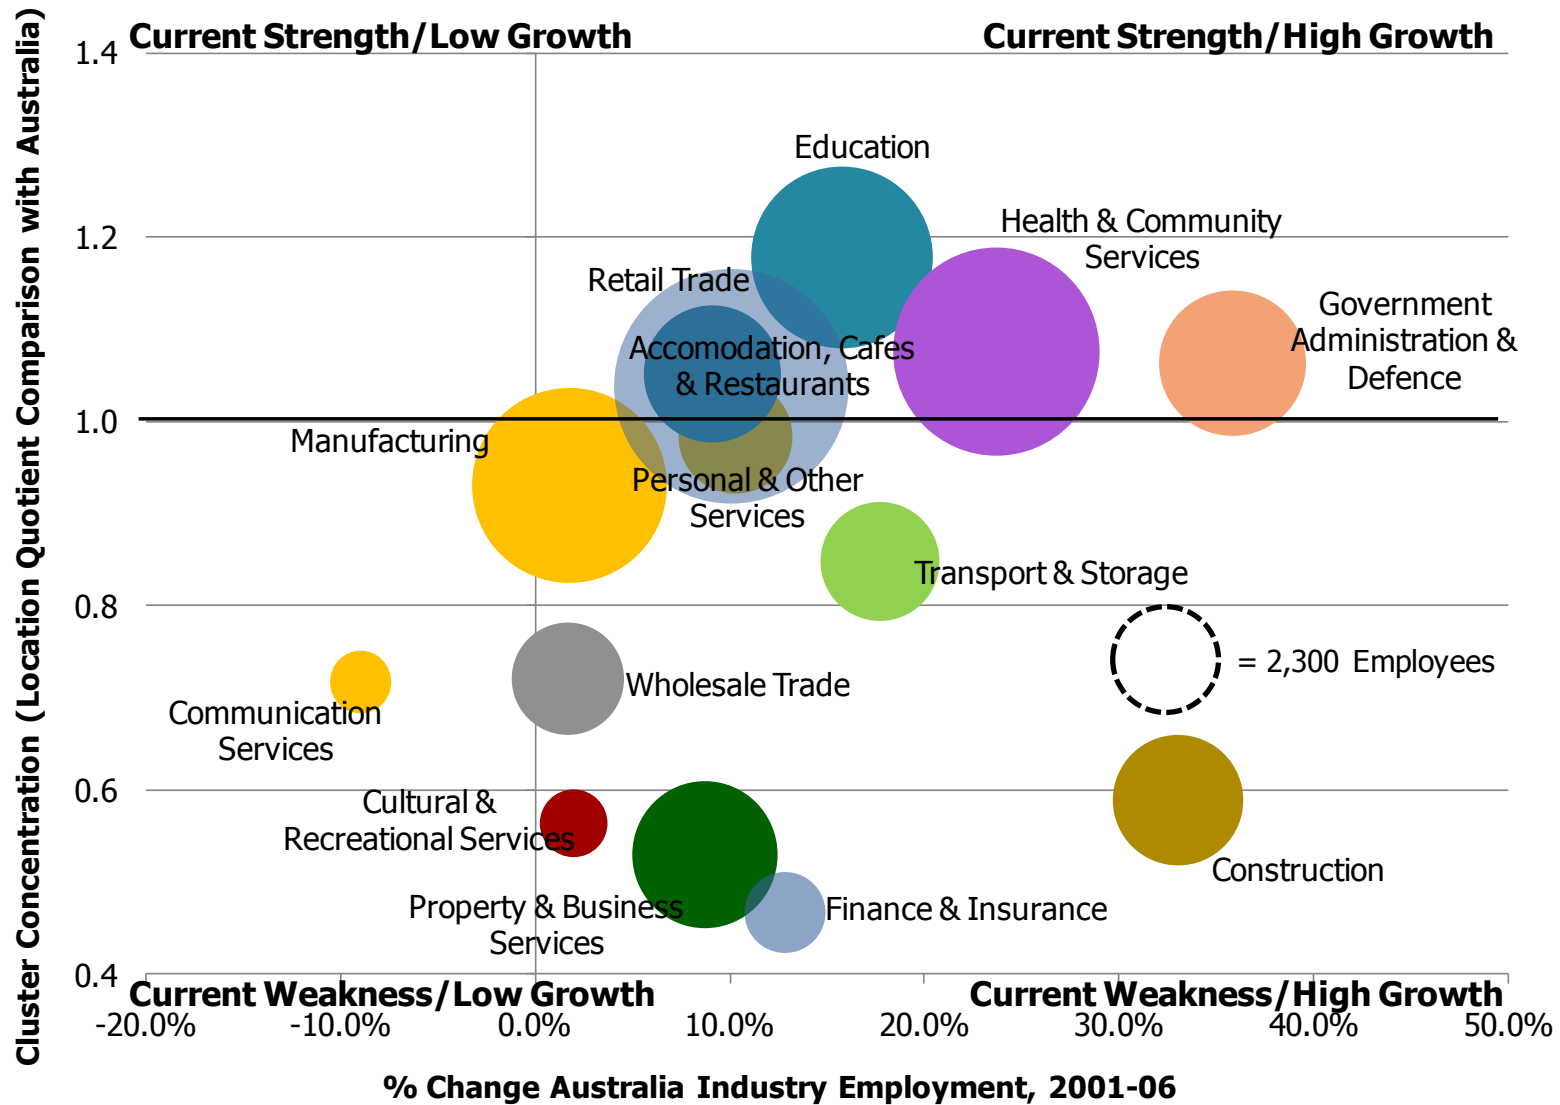 Current Strength/Low Growth
Current Strength/High Growth
Cluster Concentration (Location Quotient Comparison with Australia)
1.4
1.2
1.0
0.8
0.6
0.4
Education
Health & Community
Services
Retail Trade
Government
Administration &
Defence
Accomodation, Cafes
& Restaurants
Manufacturing
Personal & Other
Services
Transport & Storage
= 2,300 Employees
Wholesale Trade
Communication
Services
Cultural &
Recreational Services
Construction
Property & Business
Services
Finance & Insurance
Current Weakness/Low Growth
Current Weakness/High Growth
-20.0% -10.0% 0.0% 10.0% 20.0% 30.0% 40.0% 50.0%
% Change Australia Industry Employment, 2001-06